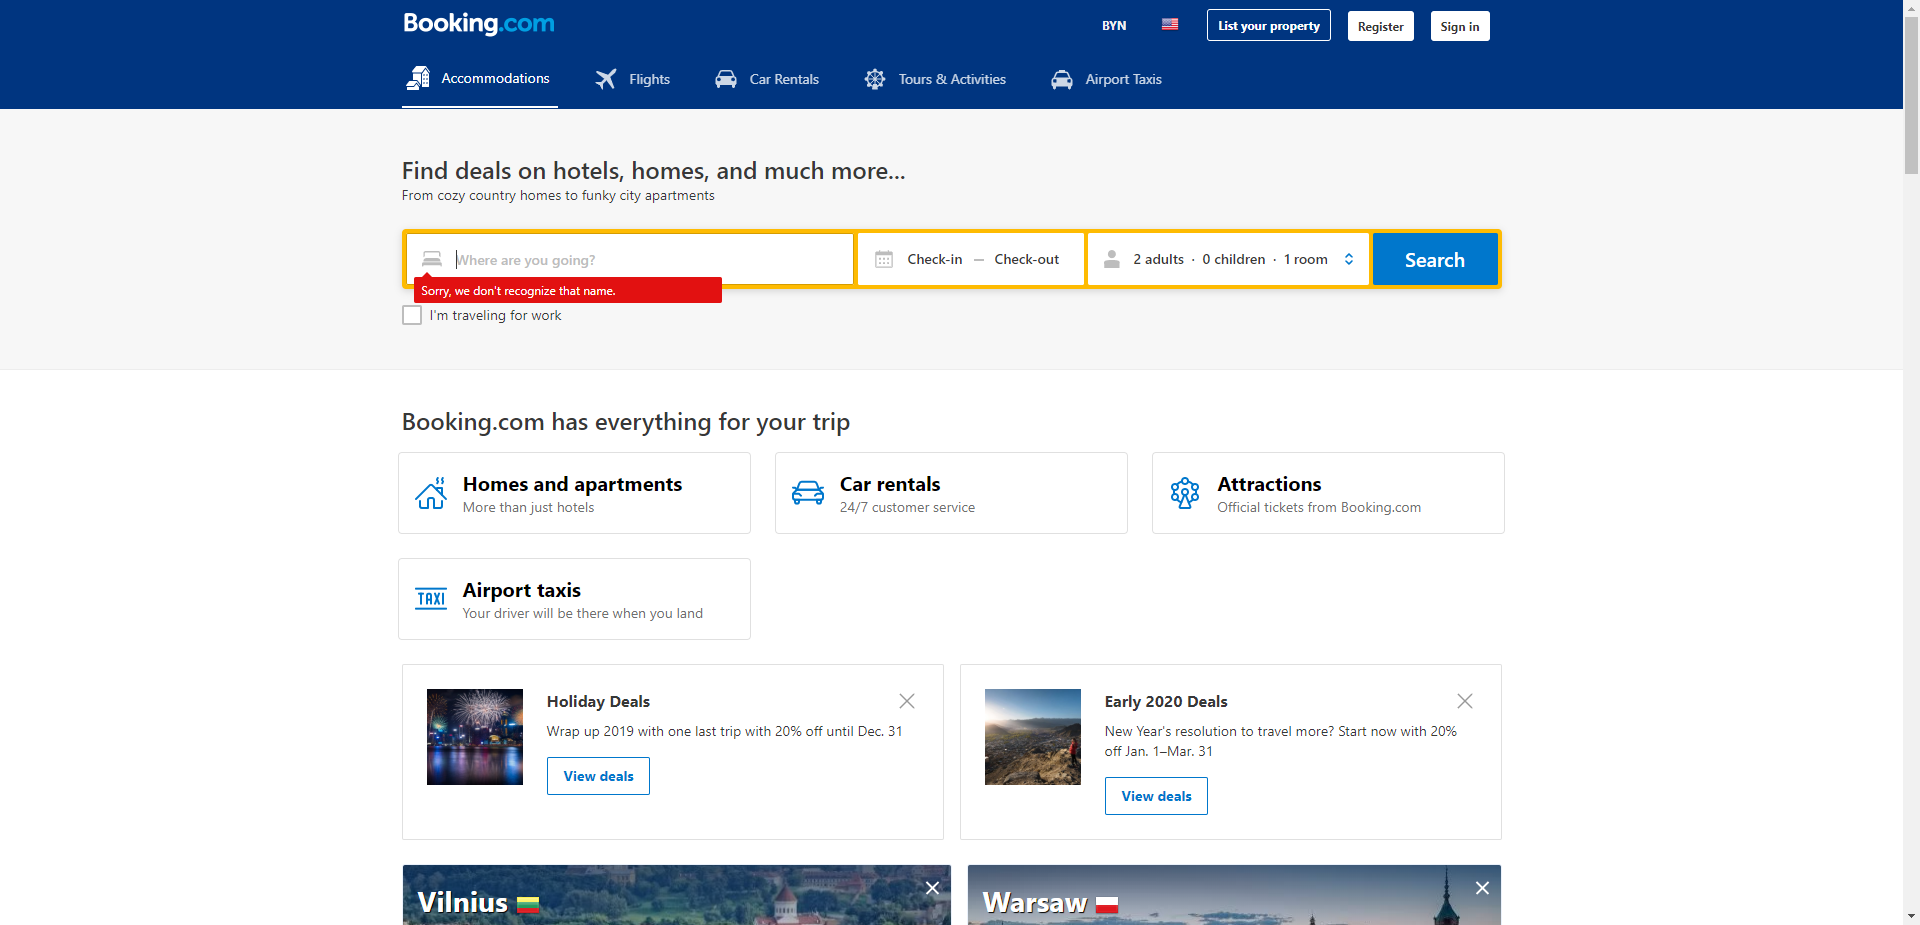 Booking.com
BYN
List your property
Register
Sign in
Accommodations
Flights
Car Rentals
Tours & Activities
Airport Taxis
Find deals on hotels, homes, and much more...
From cozy country homes to funky city apartments
Where are you going?
Check-in — Check-out
2 adults · 0 children · 1 room
Search
Sorry, we don't recognize that name.
I'm traveling for work
Booking.com has everything for your trip
Homes and apartments
More than just hotels
Car rentals
24/7 customer service
Attractions
Official tickets from Booking.com
TAXI
Airport taxis
Your driver will be there when you land
Holiday Deals
Wrap up 2019 with one last trip with 20% off until Dec. 31
View deals
Early 2020 Deals
New Year's resolution to travel more? Start now with 20%
off Jan. 1–Mar. 31
View deals
Vilnius
Warsaw